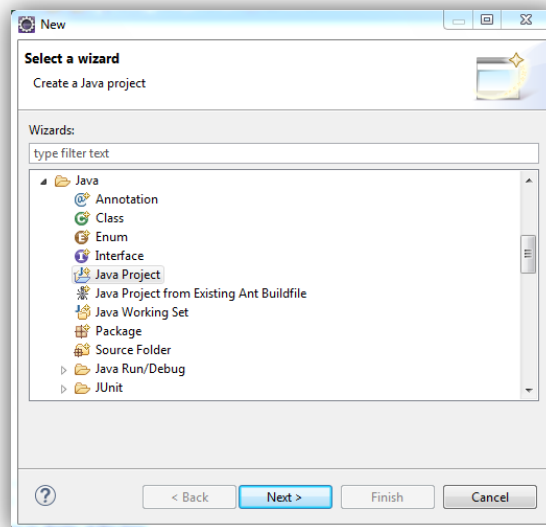 New
Select a wizard
Create a Java project
Wizards:
type filter text
Java
Annotation
Class
Enum
Interface
Java Project
Java Project from Existing Ant Buildfile
Java Working Set
Package
Source Folder
Java Run/Debug
JUnit
< Back Next > Finish Cancel